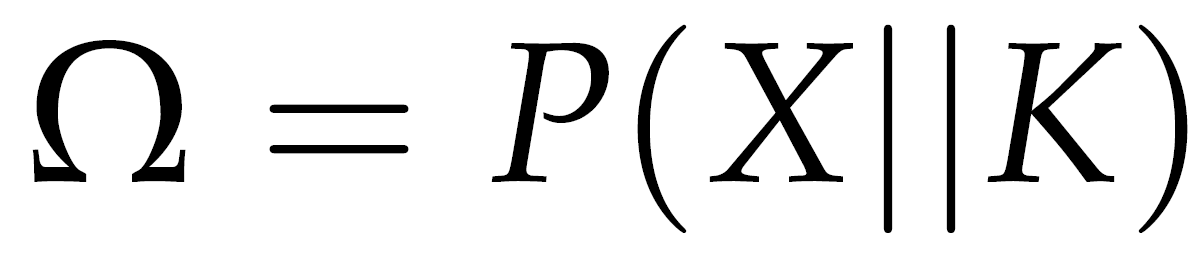 Ω = P(X||K)